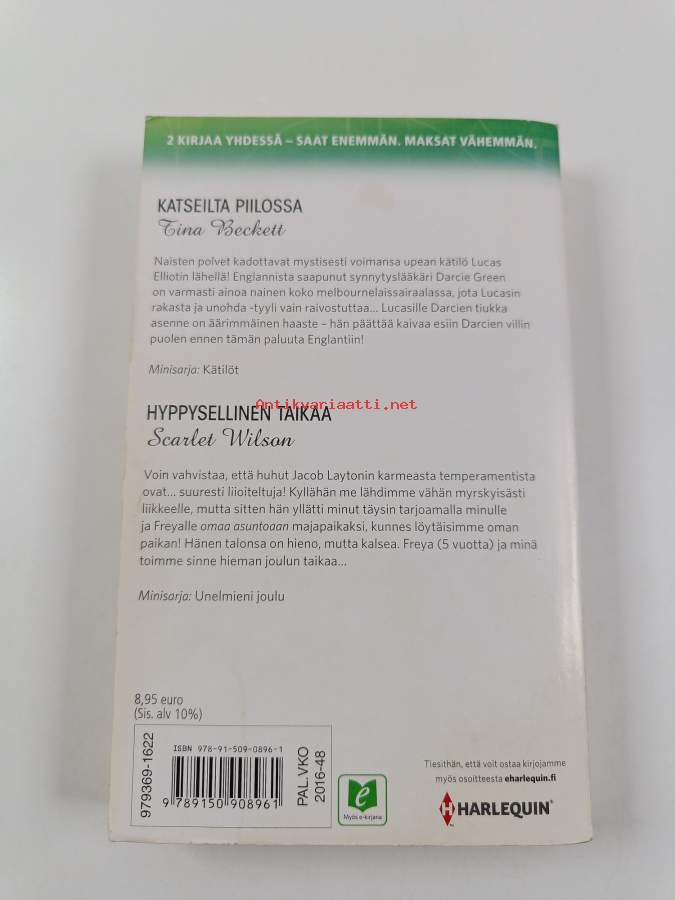 2 KIRJAA YHDESSÄ – SAAT ENEMMÄN. MAKSAT VÄHEMMÄN.
KATSEILTA PIILOSSA
Tina Beckett
Naisten polvet kadottavat mystisesti voimansa upean kätilö Lucas
Elliotin lähellä! Englannista saapunut synnytyslääkäri Darcie Green
on varmasti ainoa nainen koko melbournelaissairaalassa, jota Lucasin
rakasta ja unohda -tyyli vain raivostuttaa... Lucasille Darcien tiukka
asenne on äärimmäinen haaste – hän päättää kaivaa esiin Darcien villin
puolen ennen tämän paluuta Englantiin!
Minisarja: Kätilöt
Antikvariaatti.net
HYPPYSELLINEN TAIKAA
Scarlet Wilson
Voin vahvistaa, että huhut Jacob Laytonin karmeasta temperamentista
ovat... suuresti liioiteltuja! Kyllähän me lähdimme vähän myrskyisästi
liikkeelle, mutta sitten hän yllätti minut täysin tarjoamalla minulle
ja Freyalle omaa asuntoaan majapaikaksi, kunnes löytäisimme oman
paikan! Hänen talonsa on hieno, mutta kalsea. Freya (5 vuotta) ja minä
toimme sinne hieman joulun taikaa...
Minisarja: Unelmieni joulu
8,95 euro
(Sis. alv 10%)
979369-1622
ISBN 978-91-509-0896-1
9 789150 908961
PAL.VKO
2016-48
e
Myös e-kirjana
Tiesithän, että voit ostaa kirjojamme
myös osoitteesta eharlequin.fi
H
TM
HARLEQUIN®